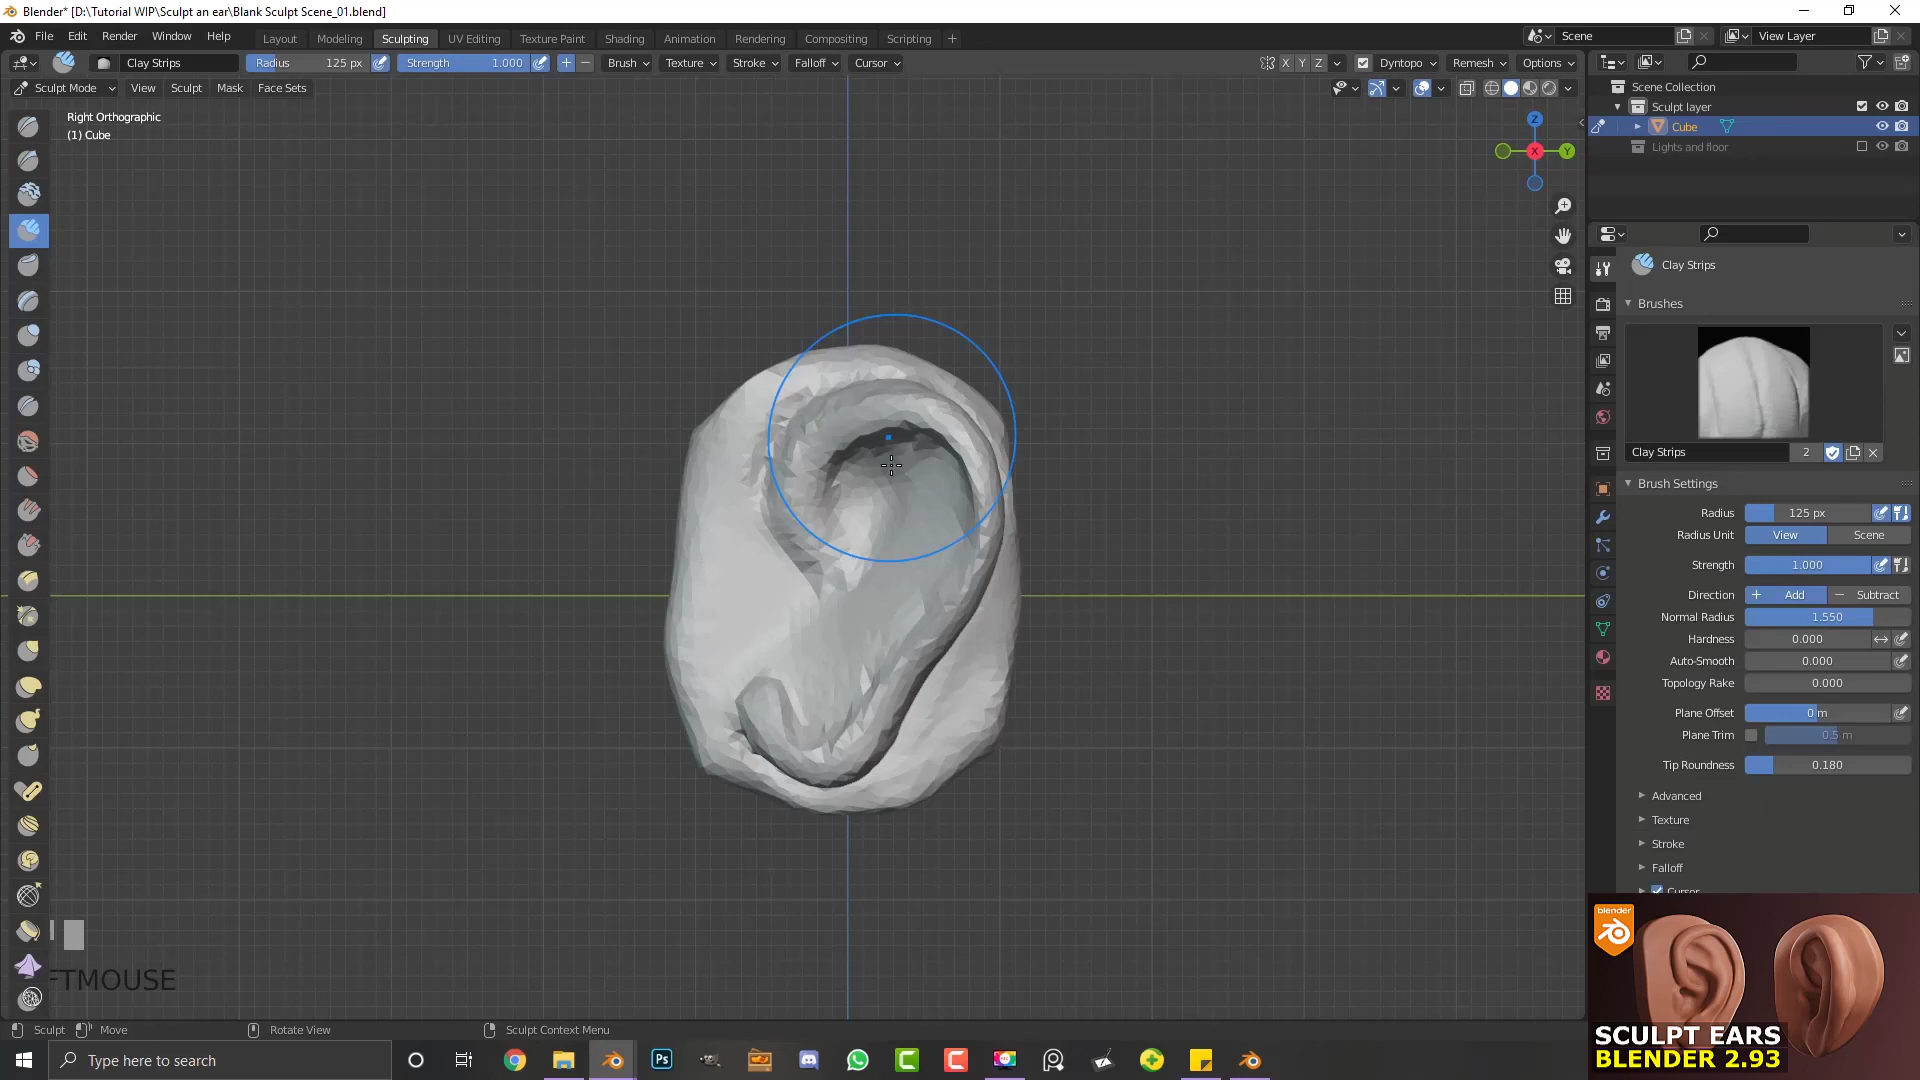 Blender* [D:\Tutorial WIP\Sculpt an ear\Blank Sculpt Scene_01.blend]
File Edit Render Window Help
Layout Modeling Sculpting UV Editing Texture Paint Shading Animation Rendering Compositing Scripting +
Scene
View Layer
Clay Strips
Radius 125 px
Strength 1.000
Brush Texture Stroke Falloff Cursor
X Y Z
Dyntopo Remesh Options
Sculpt Mode View Sculpt Mask Face Sets
Right Orthographic
(1) Cube
Z
X
Y
Scene Collection
Sculpt layer
Cube
Lights and floor
Clay Strips
Brushes
Clay Strips 2
Brush Settings
Radius 125 px
Radius Unit View Scene
Strength 1.000
Direction + Add − Subtract
Normal Radius 1.550
Hardness 0.000
Auto-Smooth 0.000
Topology Rake 0.000
Plane Offset 0 m
Plane Trim 0.5 m
Tip Roundness 0.180
Advanced
Texture
Stroke
Falloff
Cursor
FTMOUSE
blender
SCULPT EARS
BLENDER 2.93
Sculpt Move Rotate View Sculpt Context Menu
Type here to search
Ps